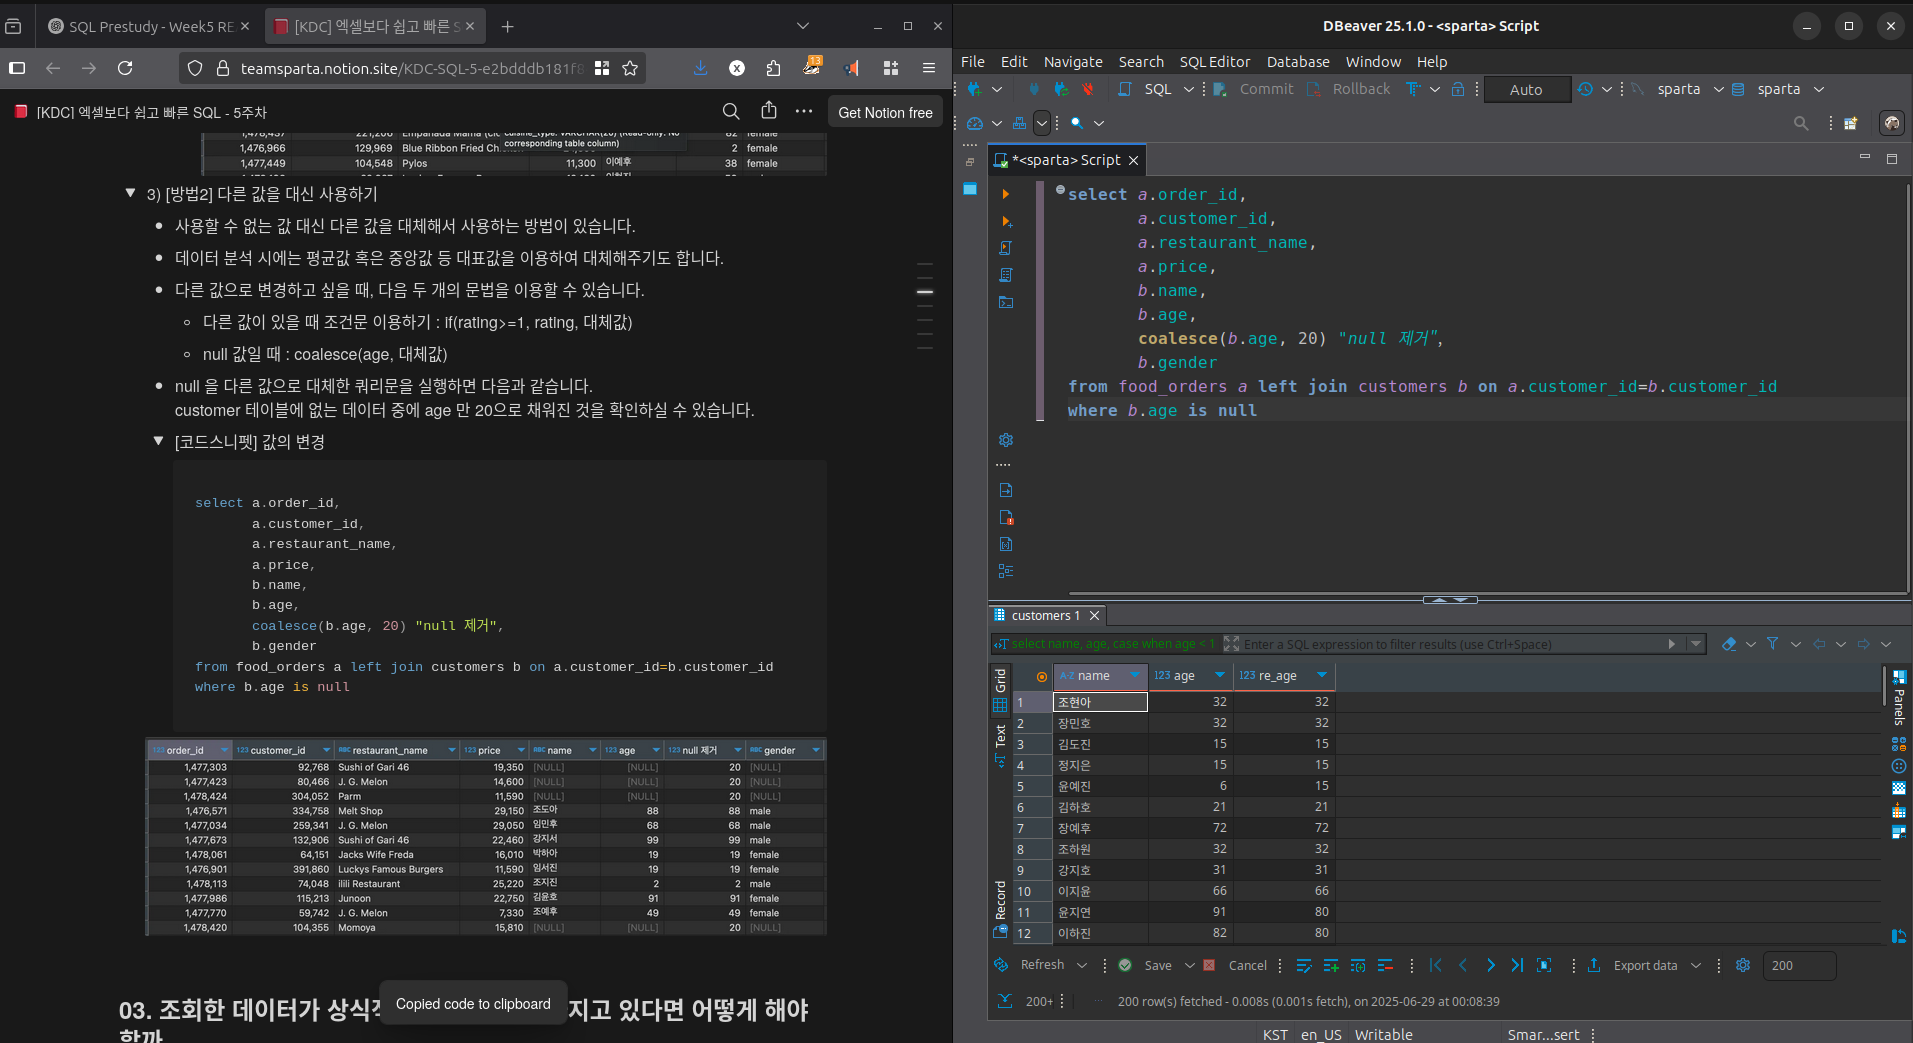 SQL Prestudy - Week5 RE
[KDC] 엑셀보다 쉽고 빠른 S
teamsparta.notion.site/KDC-SQL-5-e2bdddb181f8
13
[KDC] 엑셀보다 쉽고 빠른 SQL - 5주차
Get Notion free
1,476,966 129,969 Blue Ribbon Fried Ch 2 female
corresponding table column)
1,477,449 104,548 Pylos 11,300 이예후 38 female
3) [방법2] 다른 값을 대신 사용하기
사용할 수 없는 값 대신 다른 값을 대체해서 사용하는 방법이 있습니다.
데이터 분석 시에는 평균값 혹은 중앙값 등 대표값을 이용하여 대체해주기도 합니다.
다른 값으로 변경하고 싶을 때, 다음 두 개의 문법을 이용할 수 있습니다.
다른 값이 있을 때 조건문 이용하기 : if(rating>=1, rating, 대체값)
null 값일 때 : coalesce(age, 대체값)
null 을 다른 값으로 대체한 쿼리문을 실행하면 다음과 같습니다.
customer 테이블에 없는 데이터 중에 age 만 20으로 채워진 것을 확인하실 수 있습니다.
[코드스니펫] 값의 변경
select a.order_id,
a.customer_id,
a.restaurant_name,
a.price,
b.name,
b.age,
coalesce(b.age, 20) "null 제거",
b.gender
from food_orders a left join customers b on a.customer_id=b.customer_id
where b.age is null
123 order_id 123 customer_id ABC restaurant_name 123 price ABC name 123 age 123 null 제거 ABC gender
1,477,303 92,768 Sushi of Gari 46 19,350 [NULL] [NULL] 20 [NULL]
1,477,423 80,466 J. G. Melon 14,600 [NULL] [NULL] 20 [NULL]
1,478,424 304,052 Parm 11,590 [NULL] [NULL] 20 [NULL]
1,476,571 334,758 Melt Shop 29,150 조도아 88 88 male
1,477,034 259,341 J. G. Melon 29,050 임민후 68 68 male
1,477,673 132,906 Sushi of Gari 46 22,460 강지서 99 99 male
1,478,061 64,151 Jacks Wife Freda 16,010 박하아 19 19 female
1,476,901 391,860 Luckys Famous Burgers 11,590 임서진 19 19 female
1,478,113 74,048 ilili Restaurant 25,220 조지진 2 2 male
1,477,986 115,213 Junoon 22,750 김윤호 91 91 female
1,477,770 59,742 J. G. Melon 7,330 조예후 49 49 female
1,478,420 104,355 Momoya 15,810 [NULL] [NULL] 20 [NULL]
03. 조회한 데이터가 상식적 지고 있다면 어떻게 해야
할까
Copied code to clipboard
DBeaver 25.1.0 - <sparta> Script
File Edit Navigate Search SQL Editor Database Window Help
SQL Commit Rollback Auto sparta sparta
*<sparta> Script
select a.order_id,
a.customer_id,
a.restaurant_name,
a.price,
b.name,
b.age,
coalesce(b.age, 20) "null 제거",
b.gender
from food_orders a left join customers b on a.customer_id=b.customer_id
where b.age is null
customers 1
select name, age, case when age < 1 Enter a SQL expression to filter results (use Ctrl+Space)
Grid
Text
Record
Panels
A-Z name 123 age 123 re_age
1 조현아 32 32
2 장민호 32 32
3 김도진 15 15
4 정지은 15 15
5 윤예진 6 15
6 김하호 21 21
7 장예후 72 72
8 조하원 32 32
9 강지호 31 31
10 이지윤 66 66
11 윤지연 91 80
12 이하진 82 80
Refresh Save Cancel Export data 200
200+ 200 row(s) fetched - 0.008s (0.001s fetch), on 2025-06-29 at 00:08:39
KST en_US Writable Smar...sert